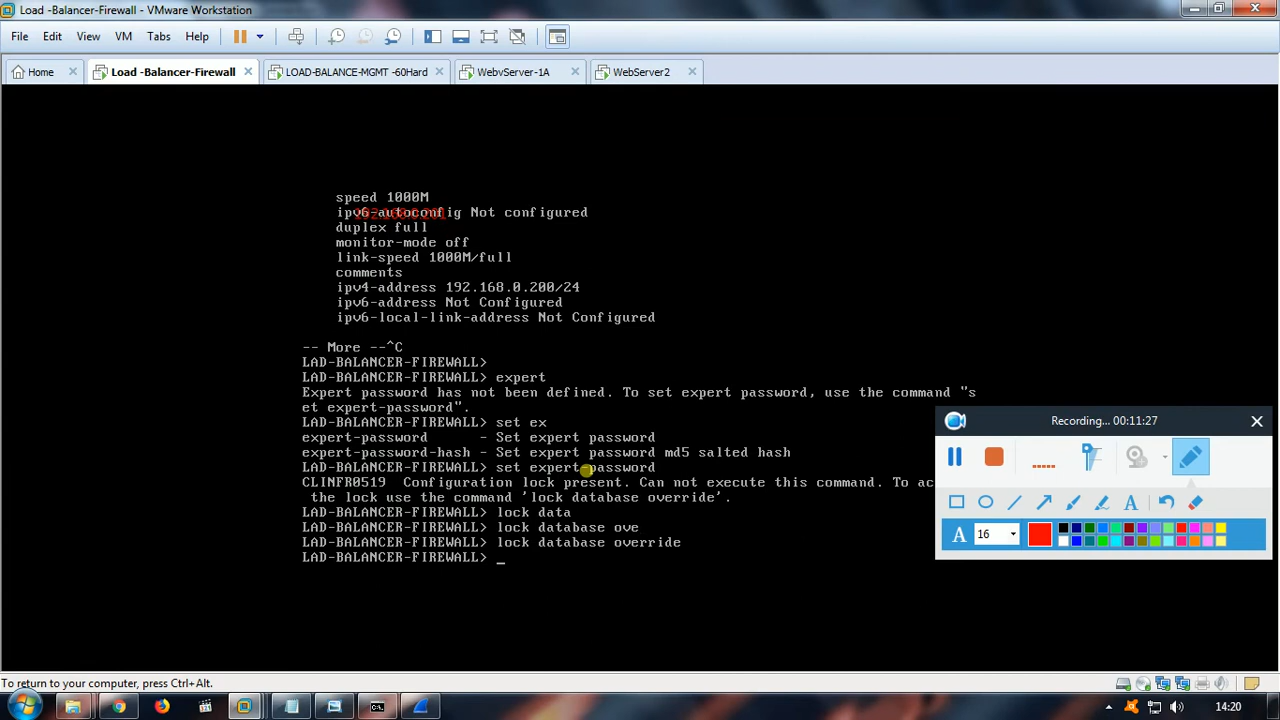 Load -Balancer-Firewall - VMware Workstation
File Edit View VM Tabs Help
Home Load -Balancer-Firewall LOAD-BALANCE-MGMT -60Hard WebvServer-1A WebServer2
speed 1000M
ipv6-autoconfig Not configured
192.168.0.201
duplex full
monitor-mode off
link-speed 1000M/full
comments
ipv4-address 192.168.0.200/24
ipv6-address Not Configured
ipv6-local-link-address Not Configured
-- More --^C
LAD-BALANCER-FIREWALL>
LAD-BALANCER-FIREWALL> expert
Expert password has not been defined. To set expert password, use the command "s
et expert-password".
LAD-BALANCER-FIREWALL> set ex
expert-password - Set expert password
expert-password-hash - Set expert password md5 salted hash
LAD-BALANCER-FIREWALL> set expert-password
CLINFR0519 Configuration lock present. Can not execute this command. To ac
the lock use the command 'lock database override'.
LAD-BALANCER-FIREWALL> lock data
LAD-BALANCER-FIREWALL> lock database ove
LAD-BALANCER-FIREWALL> lock database override
LAD-BALANCER-FIREWALL> _
Recording... 00:11:27
A
A 16
To return to your computer, press Ctrl+Alt.
14:20